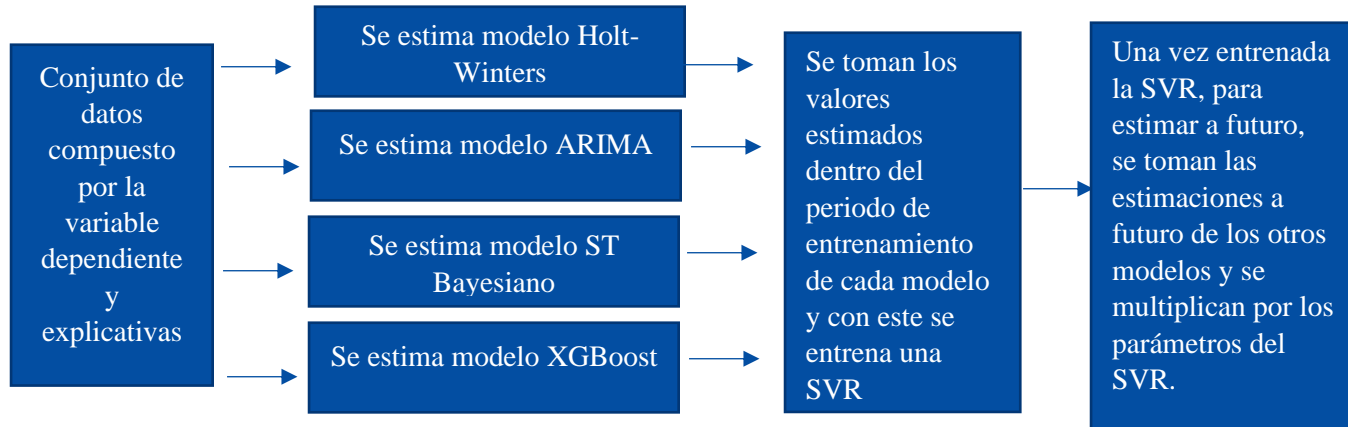 Conjunto de
datos
compuesto
por la
variable
dependiente
y
explicativas
Se estima modelo Holt-
Winters
Se estima modelo ARIMA
Se estima modelo ST
Bayesiano
Se estima modelo XGBoost
Se toman los
valores
estimados
dentro del
periodo de
entrenamiento
de cada modelo
y con este se
entrena una
SVR
Una vez entrenada
la SVR, para
estimar a futuro,
se toman las
estimaciones a
futuro de los otros
modelos y se
multiplican por los
parámetros del
SVR.